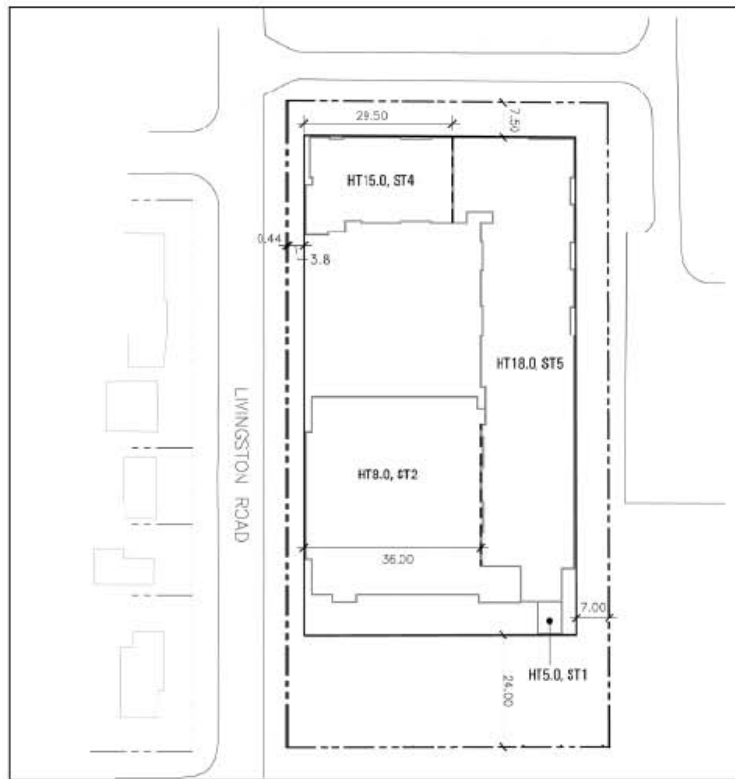 29.50
7.50
HT15.0, ST4
0.44
3.8
HT18.0, ST5
LIVINGSTON ROAD
HT8.0, ST2
36.00
7.00
24.00
HT5.0, ST1